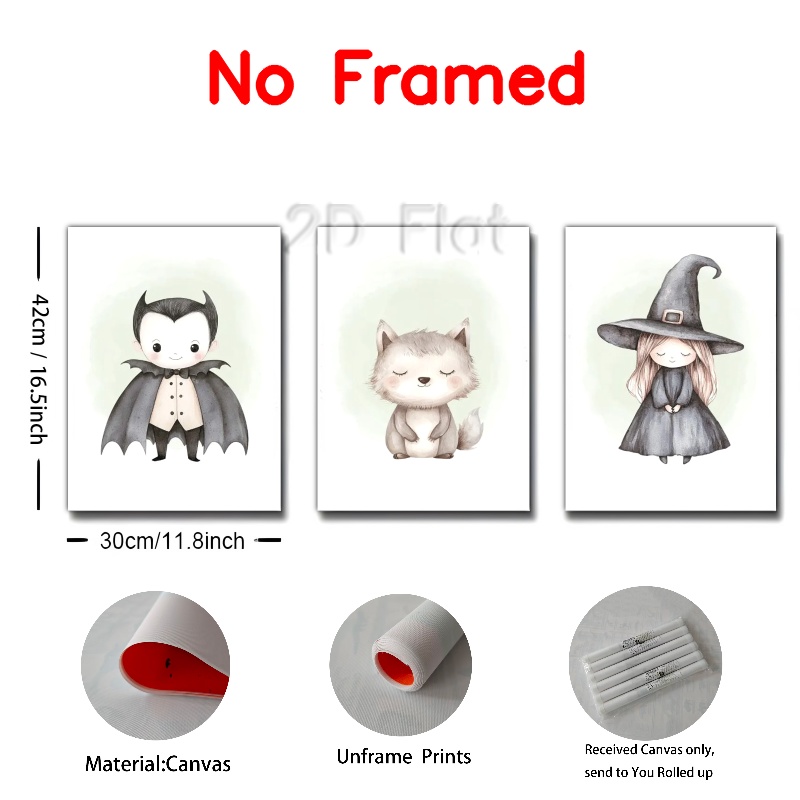 No Framed
2D Flat
42cm / 16.5inch
30cm/11.8inch
Material:Canvas
Unframe Prints
Received Canvas only,
send to You Rolled up